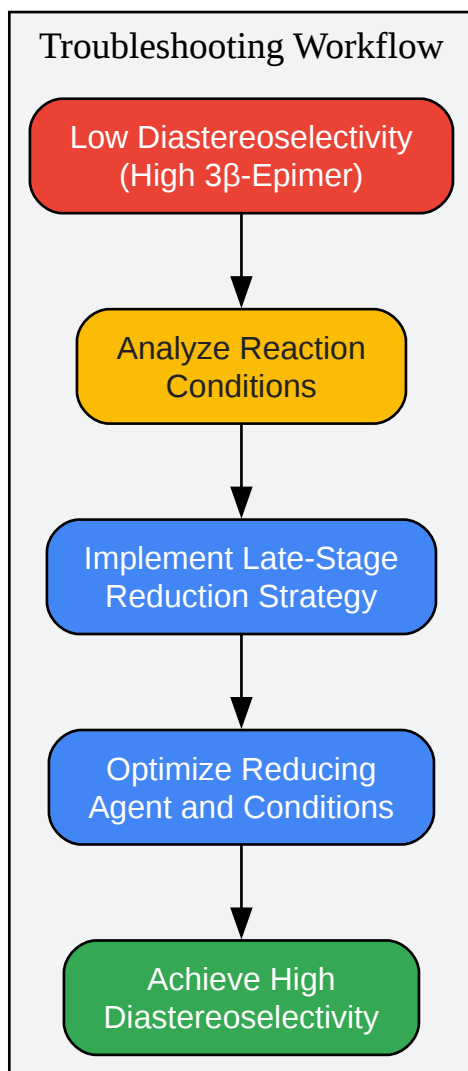 Troubleshooting Workflow
Low Diastereoselectivity
(High 3β-Epimer)
Analyze Reaction
Conditions
Implement Late-Stage
Reduction Strategy
Optimize Reducing
Agent and Conditions
Achieve High
Diastereoselectivity